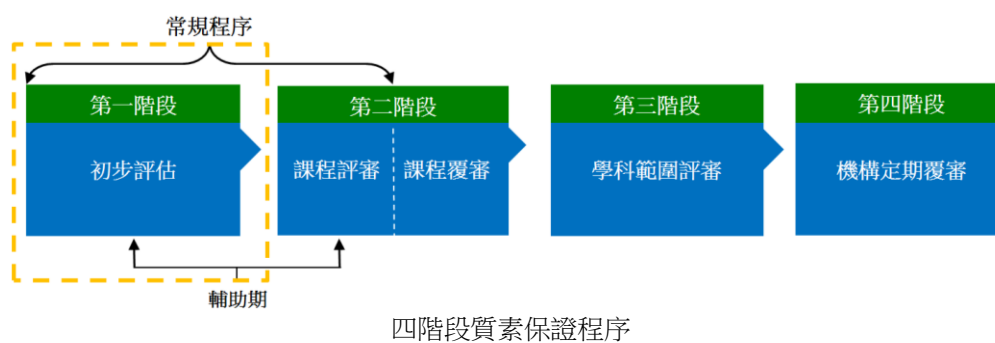 常規程序
第一階段
第二階段
第三階段
第四階段
初步評估
課程評審
課程覆審
學科範圍評審
機構定期覆審
輔助期
四階段質素保證程序